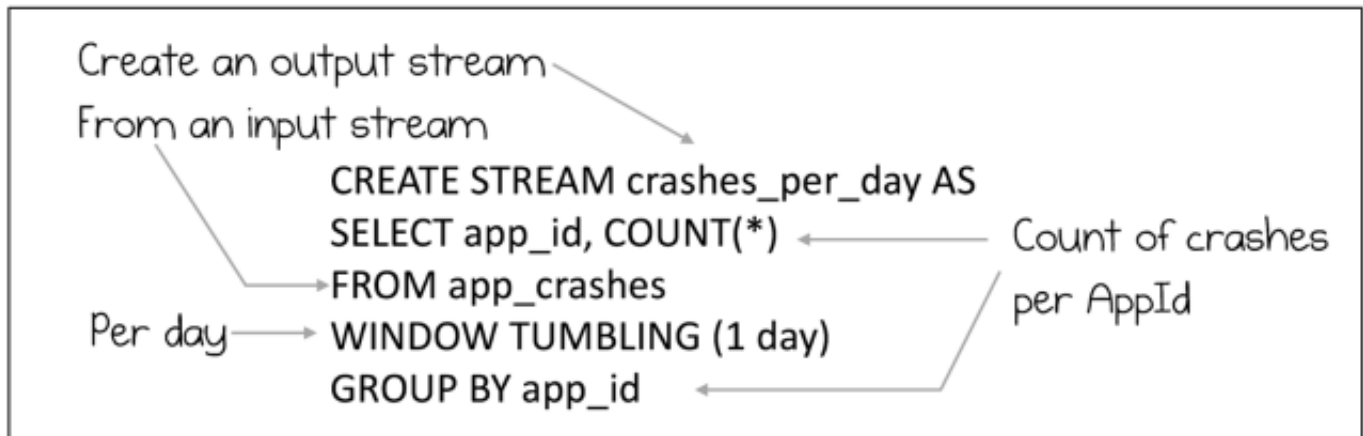 Create an output stream
From an input stream
CREATE STREAM crashes_per_day AS
SELECT app_id, COUNT(*)
Count of crashes
FROM app_crashes
per AppId
Per day
WINDOW TUMBLING (1 day)
GROUP BY app_id